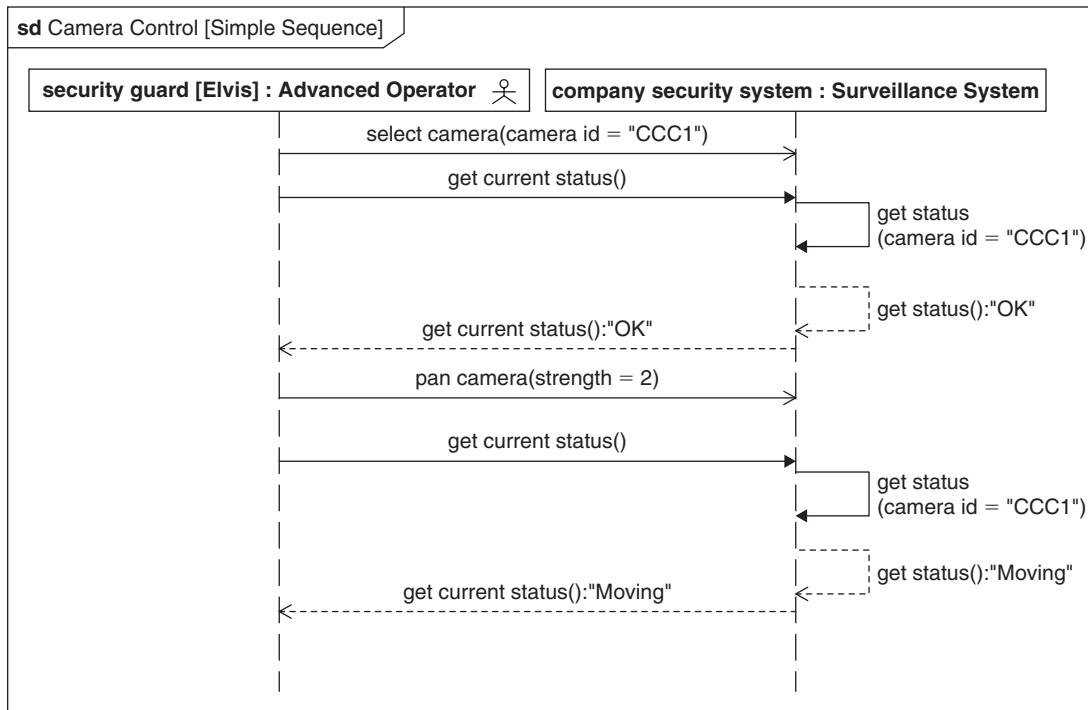 sd Camera Control [Simple Sequence]
security guard [Elvis] : Advanced Operator
company security system : Surveillance System
select camera(camera id = "CCC1")
get current status()
get status
(camera id = "CCC1")
get status():"OK"
get current status():"OK"
pan camera(strength = 2)
get current status()
get status
(camera id = "CCC1")
get status():"Moving"
get current status():"Moving"